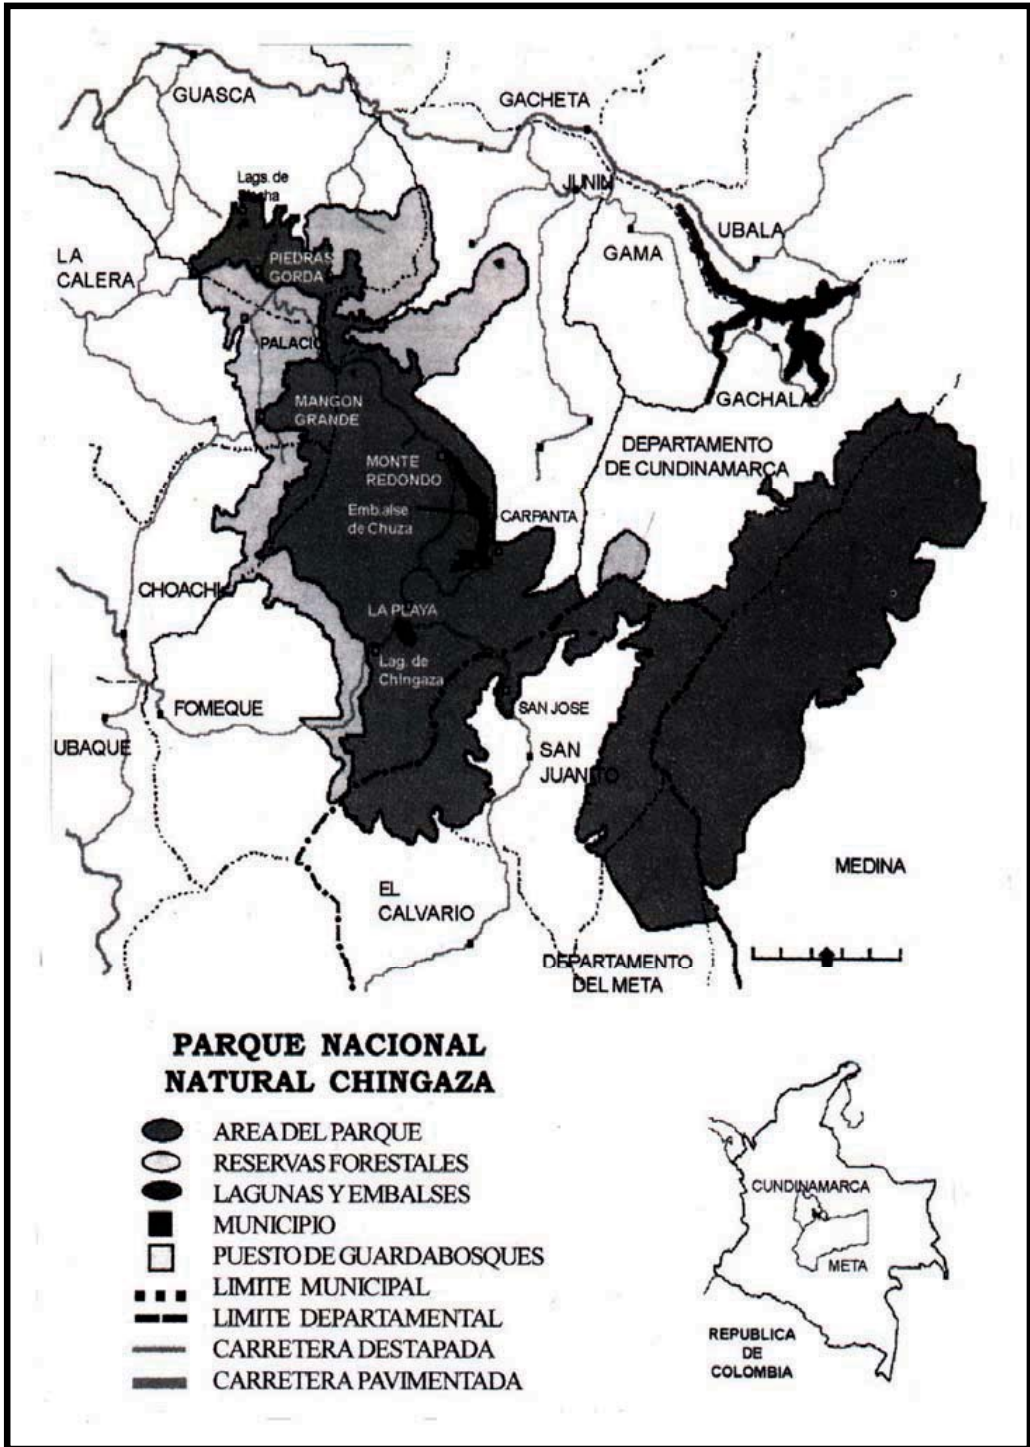 GUASCA
GACHETA
Lags. de
JUNIN
UBALA
LA
CALERA
PIEDRAS
GORDA
GAMA
PALACIO
GACHALA
MANGON
GRANDE
DEPARTAMENTO
DE CUNDINAMARCA
MONTE
REDONDO
Emb.alse
de Chuza
CARPANTA
CHOACHI
LA PLAYA
Lag. de
Chingaza
FOMEQUE
SAN JOSE
UBAQUE
SAN
JUANITO
MEDINA
EL
CALVARIO
DEPARTAMENTO
DEL META
PARQUE NACIONAL
NATURAL CHINGAZA
AREA DEL PARQUE
RESERVAS FORESTALES
LAGUNAS Y EMBALSES
MUNICIPIO
PUESTO DE GUARDABOSQUES
LIMITE MUNICIPAL
LIMITE DEPARTAMENTAL
CARRETERA DESTAPADA
CARRETERA PAVIMENTADA
CUNDINAMARCA
META
REPUBLICA
DE
COLOMBIA